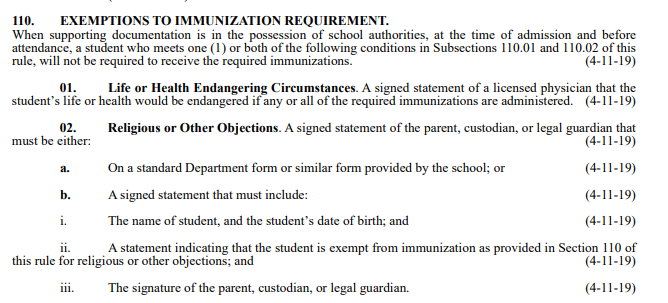 110. EXEMPTIONS TO IMMUNIZATION REQUIREMENT.
When supporting documentation is in the possession of school authorities, at the time of admission and before
attendance, a student who meets one (1) or both of the following conditions in Subsections 110.01 and 110.02 of this
rule, will not be required to receive the required immunizations. (4-11-19)
01. Life or Health Endangering Circumstances. A signed statement of a licensed physician that the
student's life or health would be endangered if any or all of the required immunizations are administered. (4-11-19)
02. Religious or Other Objections. A signed statement of the parent, custodian, or legal guardian that
must be either: (4-11-19)
a. On a standard Department form or similar form provided by the school; or (4-11-19)
b. A signed statement that must include: (4-11-19)
i. The name of student, and the student's date of birth; and (4-11-19)
ii. A statement indicating that the student is exempt from immunization as provided in Section 110 of
this rule for religious or other objections; and (4-11-19)
iii. The signature of the parent, custodian, or legal guardian. (4-11-19)